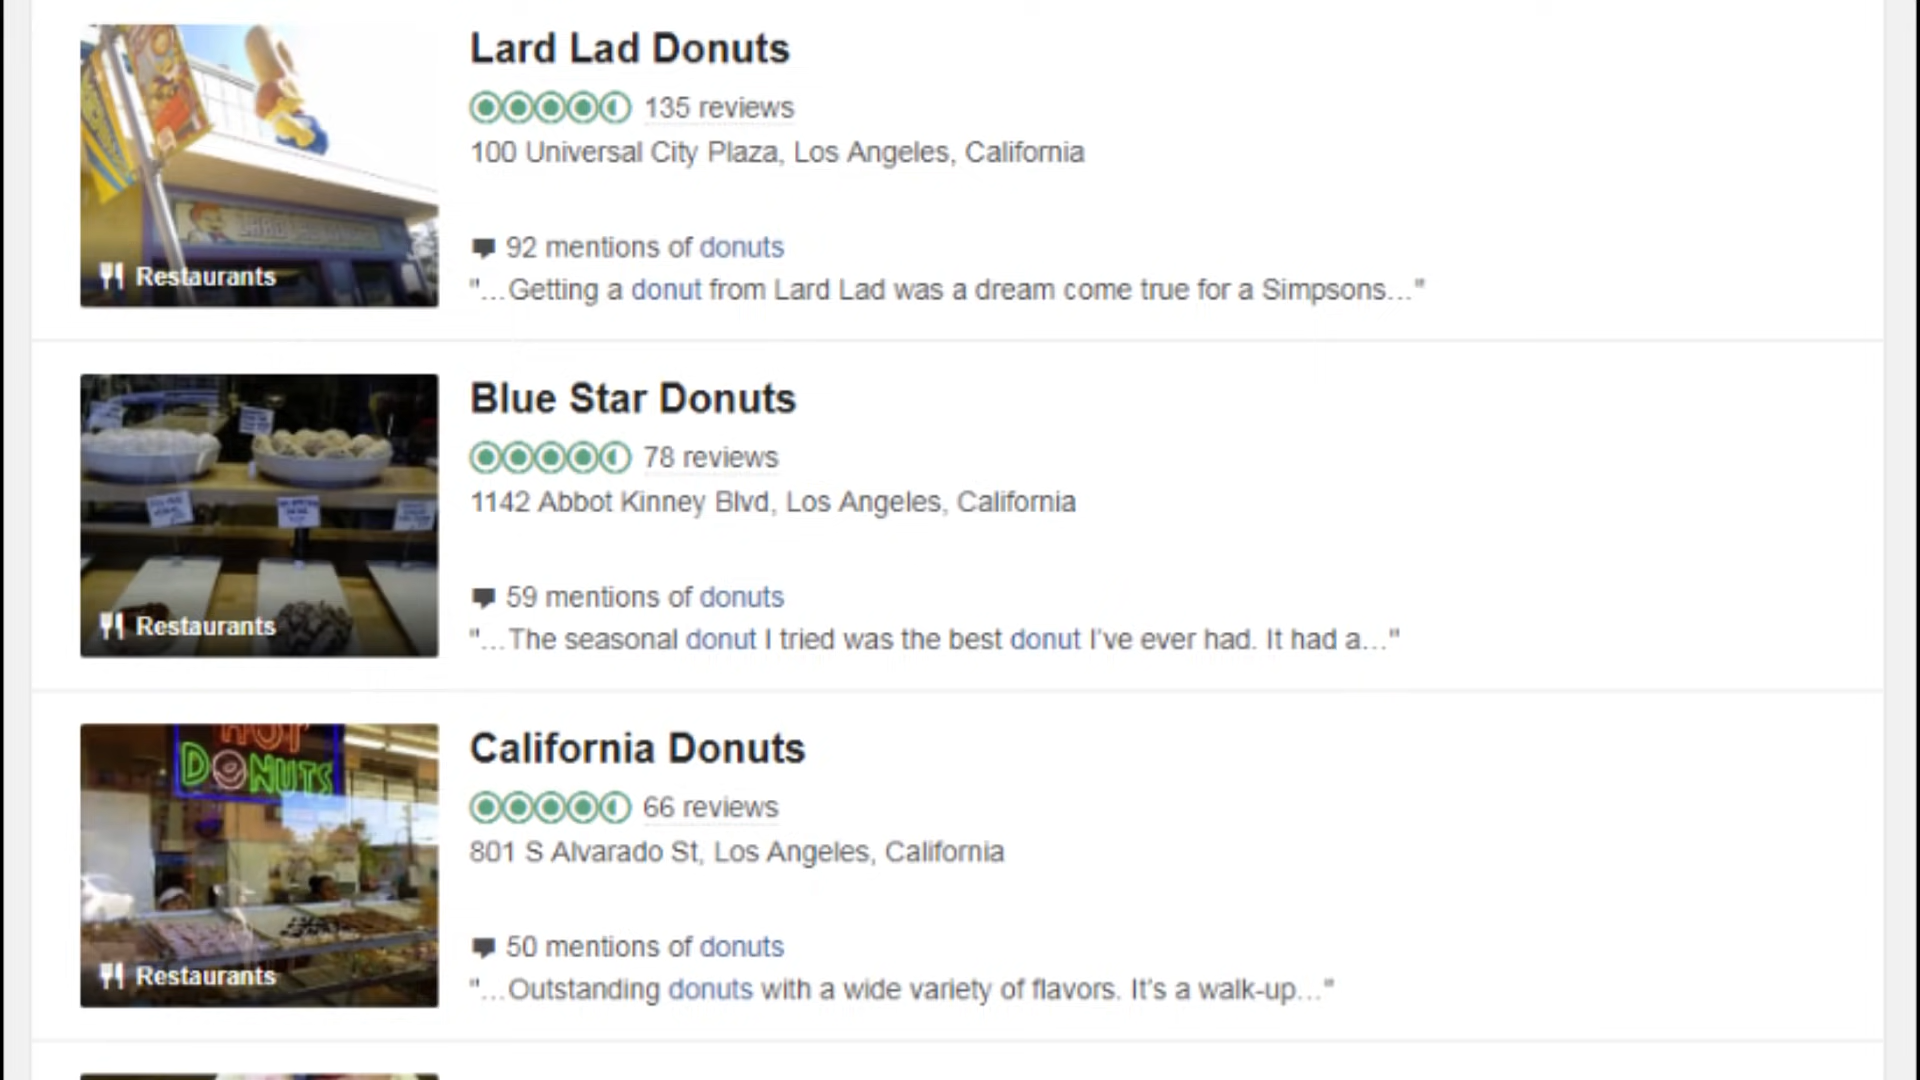 Lard Lad Donuts
135 reviews
100 Universal City Plaza, Los Angeles, California
92 mentions of donuts
"...Getting a donut from Lard Lad was a dream come true for a Simpsons..."
Restaurants
Blue Star Donuts
78 reviews
1142 Abbot Kinney Blvd, Los Angeles, California
59 mentions of donuts
"...The seasonal donut I tried was the best donut I've ever had. It had a..."
Restaurants
HOT
DONUTS
California Donuts
66 reviews
801 S Alvarado St, Los Angeles, California
50 mentions of donuts
"...Outstanding donuts with a wide variety of flavors. It's a walk-up..."
Restaurants